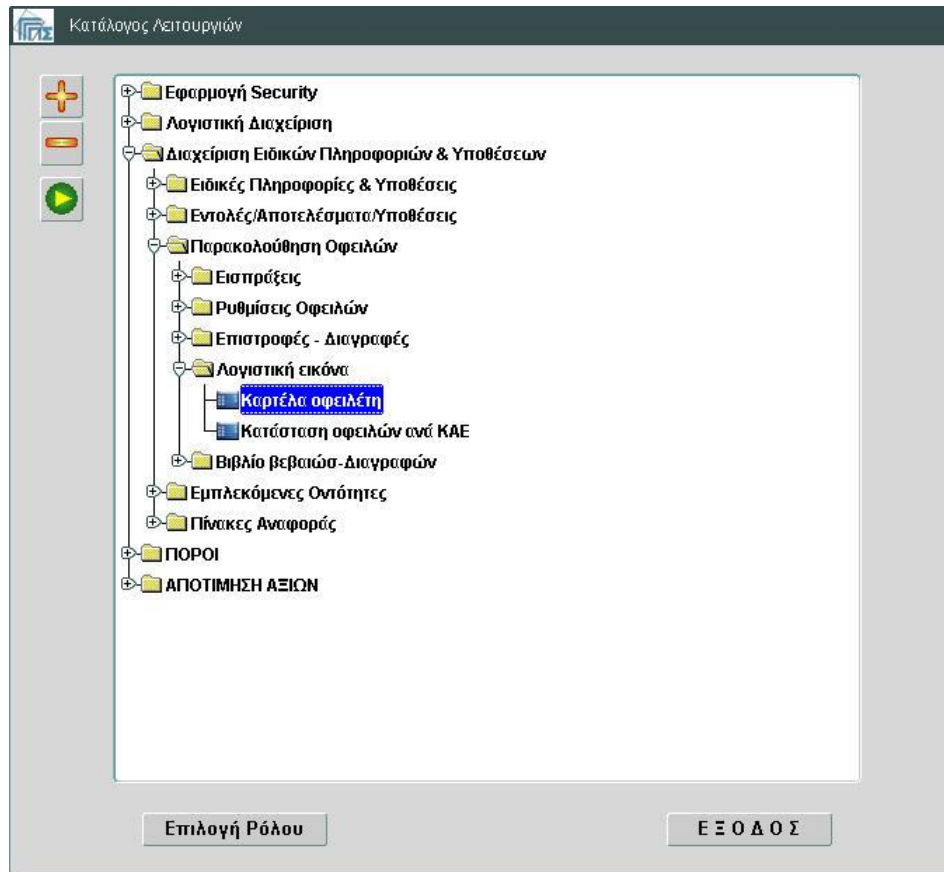 Κατάλογος Λειτουργιών
Εφαρμογή Security
Λογιστική Διαχείριση
Διαχείριση Ειδικών Πληροφοριών & Υποθέσεων
Ειδικές Πληροφορίες & Υποθέσεις
Εντολές/Αποτελέσματα/Υποθέσεις
Παρακολούθηση Οφειλών
Εισπράξεις
Ρυθμίσεις Οφειλών
Επιστροφές - Διαγραφές
Λογιστική εικόνα
Καρτέλα οφειλέτη
Κατάσταση οφειλών ανά ΚΑΕ
Βιβλίο βεβαιώσ-Διαγραφών
Εμπλεκόμενες Οντότητες
Πίνακες Αναφοράς
ΠΟΡΟΙ
ΑΠΟΤΙΜΗΣΗ ΑΞΙΩΝ
Επιλογή Ρόλου
Ε Ξ Ο Δ Ο Σ